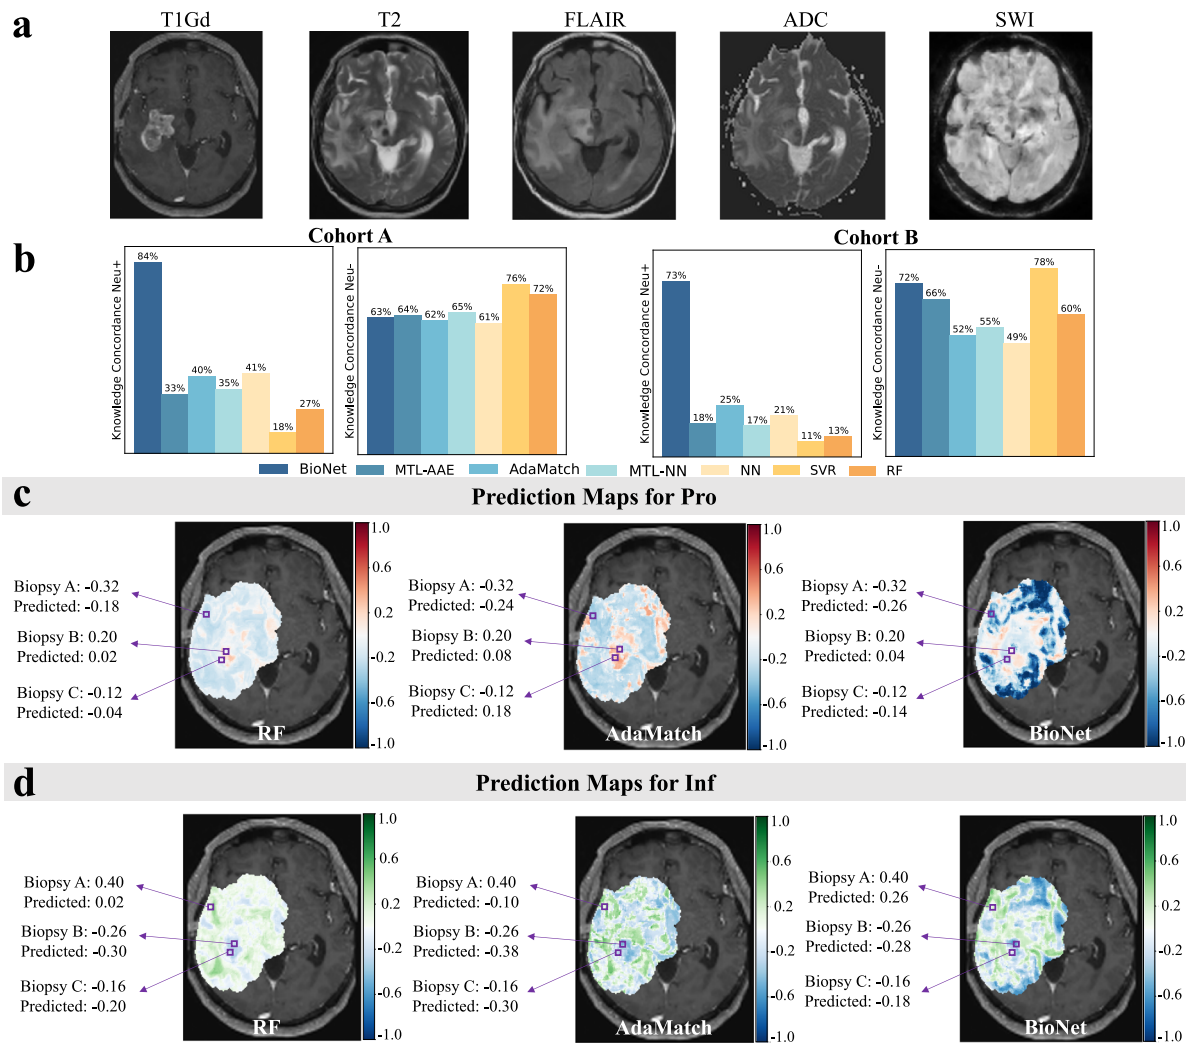 a
T1Gd
T2
FLAIR
ADC
SWI
b
Cohort A
Cohort B
Knowledge Concordance Neu+
84%
33%
40%
35%
41%
18%
27%
Knowledge Concordance Neu-
63%
64%
62%
65%
61%
76%
72%
Knowledge Concordance Neu+
73%
18%
25%
17%
21%
11%
13%
Knowledge Concordance Neu-
72%
66%
52%
55%
49%
78%
60%
BioNet
MTL-AAE
AdaMatch
MTL-NN
NN
SVR
RF
c
Prediction Maps for Pro
Biopsy A: -0.32
Predicted: -0.18
Biopsy B: 0.20
Predicted: 0.02
Biopsy C: -0.12
Predicted: -0.04
RF
1.0
0.6
0.2
-0.2
-0.6
-1.0
Biopsy A: -0.32
Predicted: -0.24
Biopsy B: 0.20
Predicted: 0.08
Biopsy C: -0.12
Predicted: 0.18
AdaMatch
1.0
0.6
0.2
-0.2
-0.6
-1.0
Biopsy A: -0.32
Predicted: -0.26
Biopsy B: 0.20
Predicted: 0.04
Biopsy C: -0.12
Predicted: -0.14
BioNet
1.0
0.6
0.2
-0.2
-0.6
-1.0
d
Prediction Maps for Inf
Biopsy A: 0.40
Predicted: 0.02
Biopsy B: -0.26
Predicted: -0.30
Biopsy C: -0.16
Predicted: -0.20
RF
1.0
0.6
0.2
-0.2
-0.6
-1.0
Biopsy A: 0.40
Predicted: -0.10
Biopsy B: -0.26
Predicted: -0.38
Biopsy C: -0.16
Predicted: -0.30
AdaMatch
1.0
0.6
0.2
-0.2
-0.6
-1.0
Biopsy A: 0.40
Predicted: 0.26
Biopsy B: -0.26
Predicted: -0.28
Biopsy C: -0.16
Predicted: -0.18
BioNet
1.0
0.6
0.2
-0.2
-0.6
-1.0